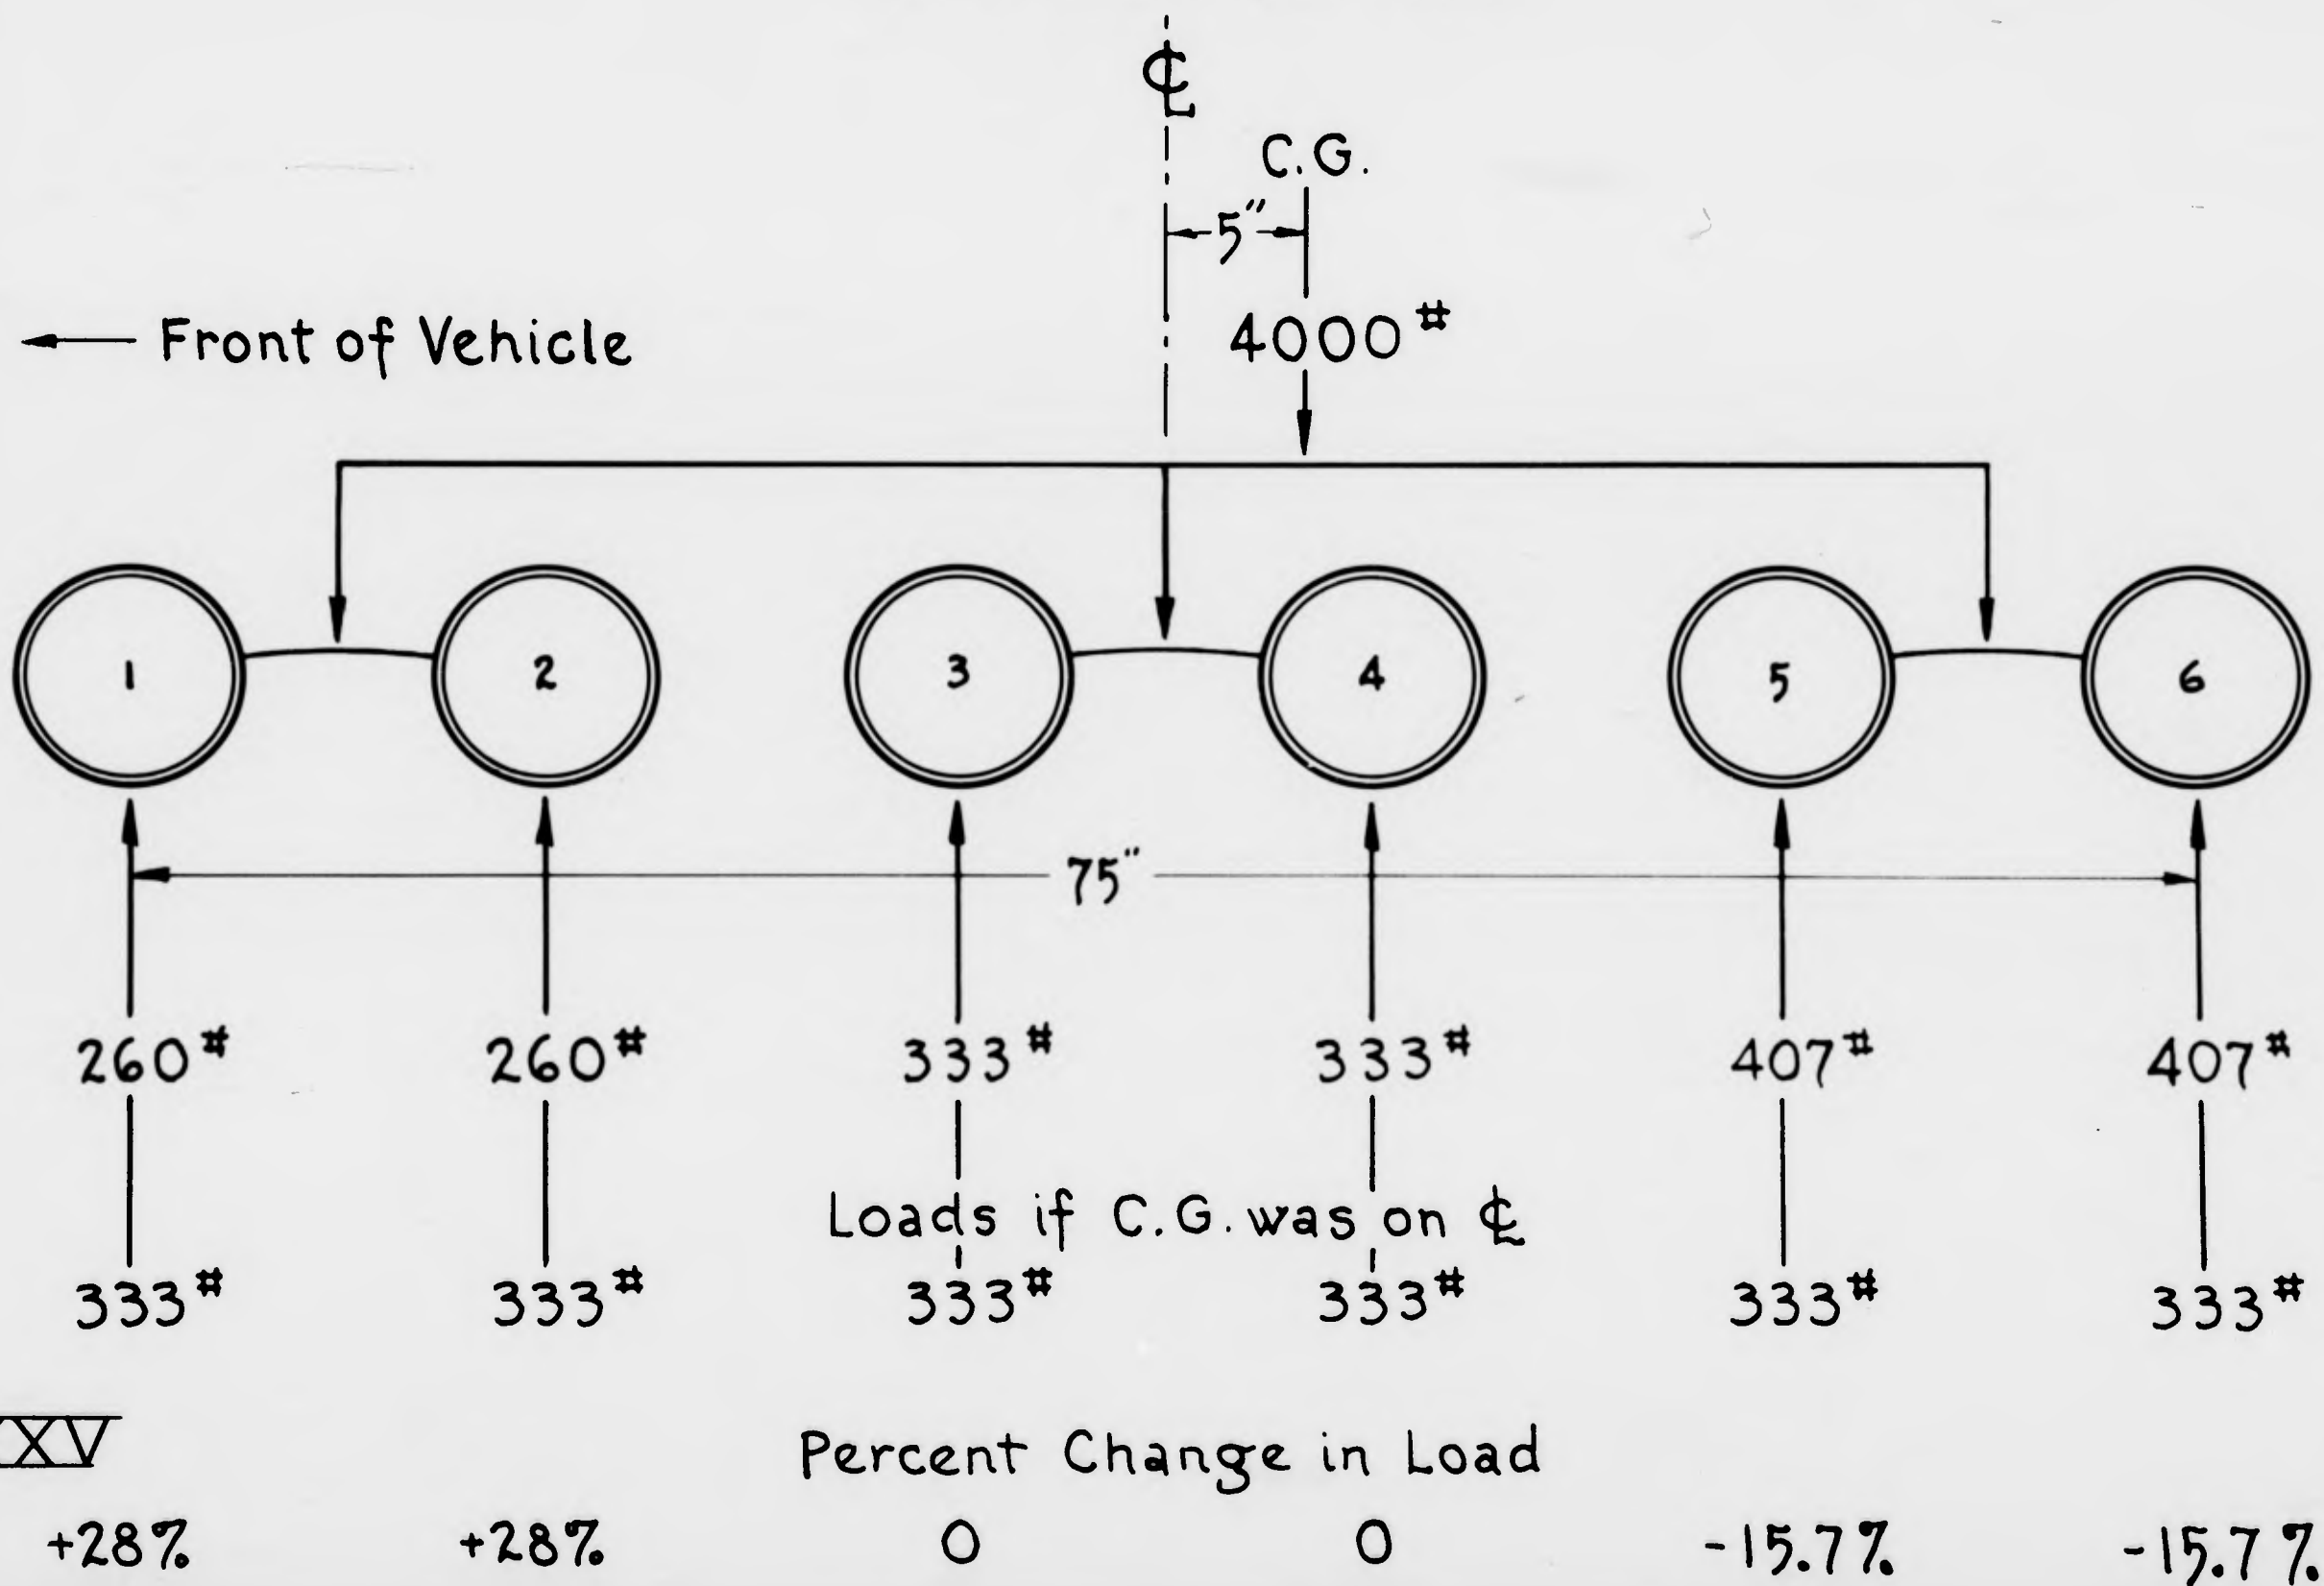 ℄
C.G.
5"
← Front of Vehicle
4000#
1 2 3 4 5 6
75"
260# 260# 333# 333# 407# 407#
Loads if C.G. was on ℄
333# 333# 333# 333# 333# 333#
XXV
Percent Change in Load
+28% +28% 0 0 -15.7% -15.7%